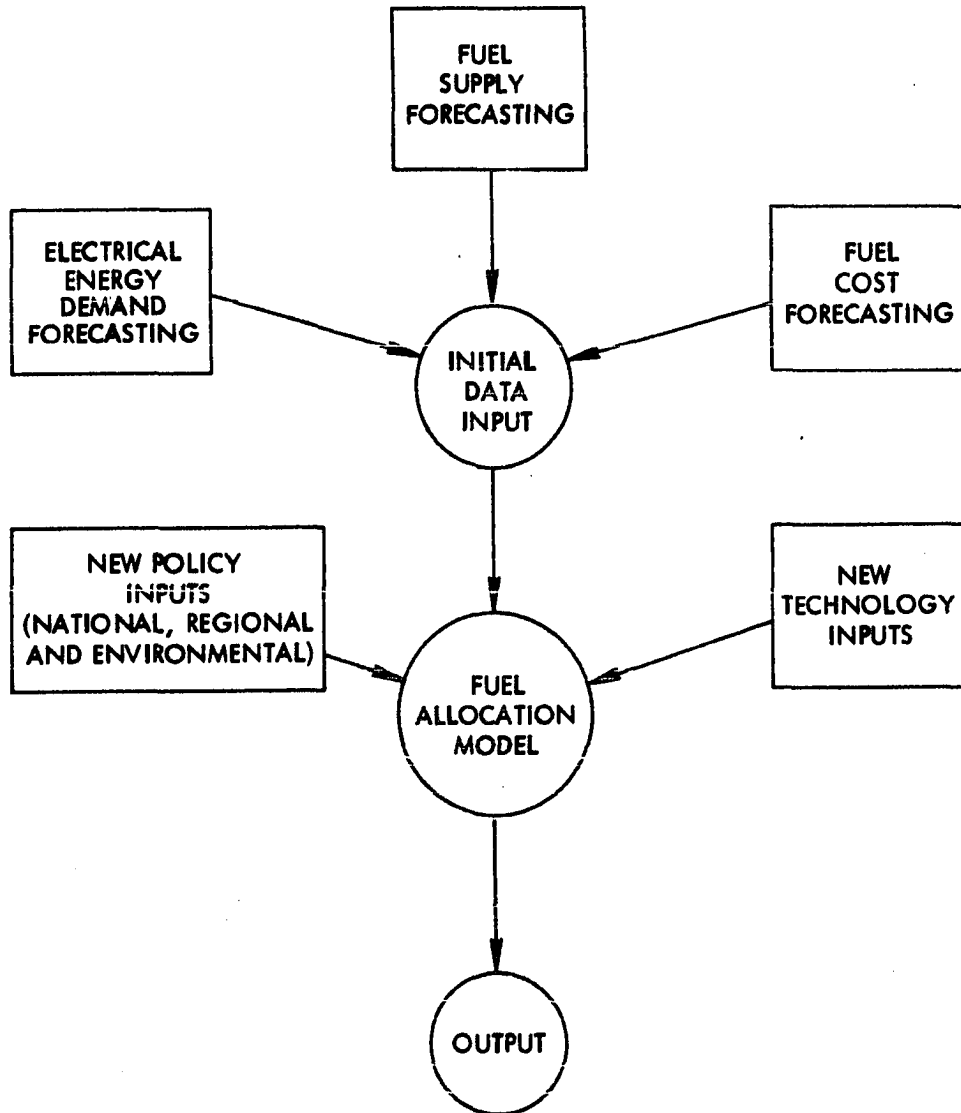 FUEL
SUPPLY
FORECASTING
ELECTRICAL
ENERGY
DEMAND
FORECASTING
FUEL
COST
FORECASTING
INITIAL
DATA
INPUT
NEW POLICY
INPUTS
(NATIONAL, REGIONAL
AND ENVIRONMENTAL)
NEW
TECHNOLOGY
INPUTS
FUEL
ALLOCATION
MODEL
OUTPUT